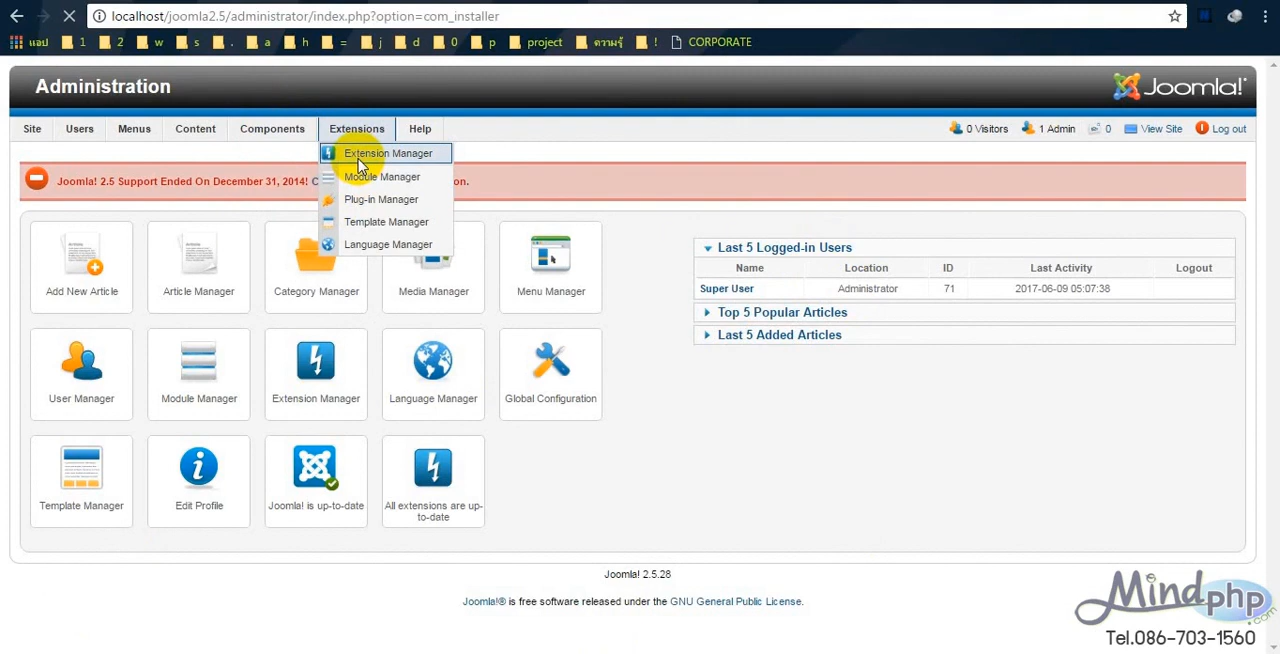 localhost/joomla2.5/administrator/index.php?option=com_installer
แอป 1 2 w s . a h = j d 0 p project ความรู้ ! CORPORATE
Administration
Joomla!®
Site Users Menus Content Components Extensions Help
0 Visitors 1 Admin 0 View Site Log out
Extension Manager
Module Manager
Plug-in Manager
Template Manager
Language Manager
Joomla! 2.5 Support Ended On December 31, 2014! on.
Add New Article
Article Manager
Category Manager
Media Manager
Menu Manager
User Manager
Module Manager
Extension Manager
Language Manager
Global Configuration
Template Manager
Edit Profile
Joomla! is up-to-date
All extensions are up-
to-date
Last 5 Logged-in Users
Name Location ID Last Activity Logout
Super User Administrator 71 2017-06-09 05:07:38
Top 5 Popular Articles
Last 5 Added Articles
Joomla! 2.5.28
Joomla!® is free software released under the GNU General Public License.
Mindphp.com
Tel.086-703-1560